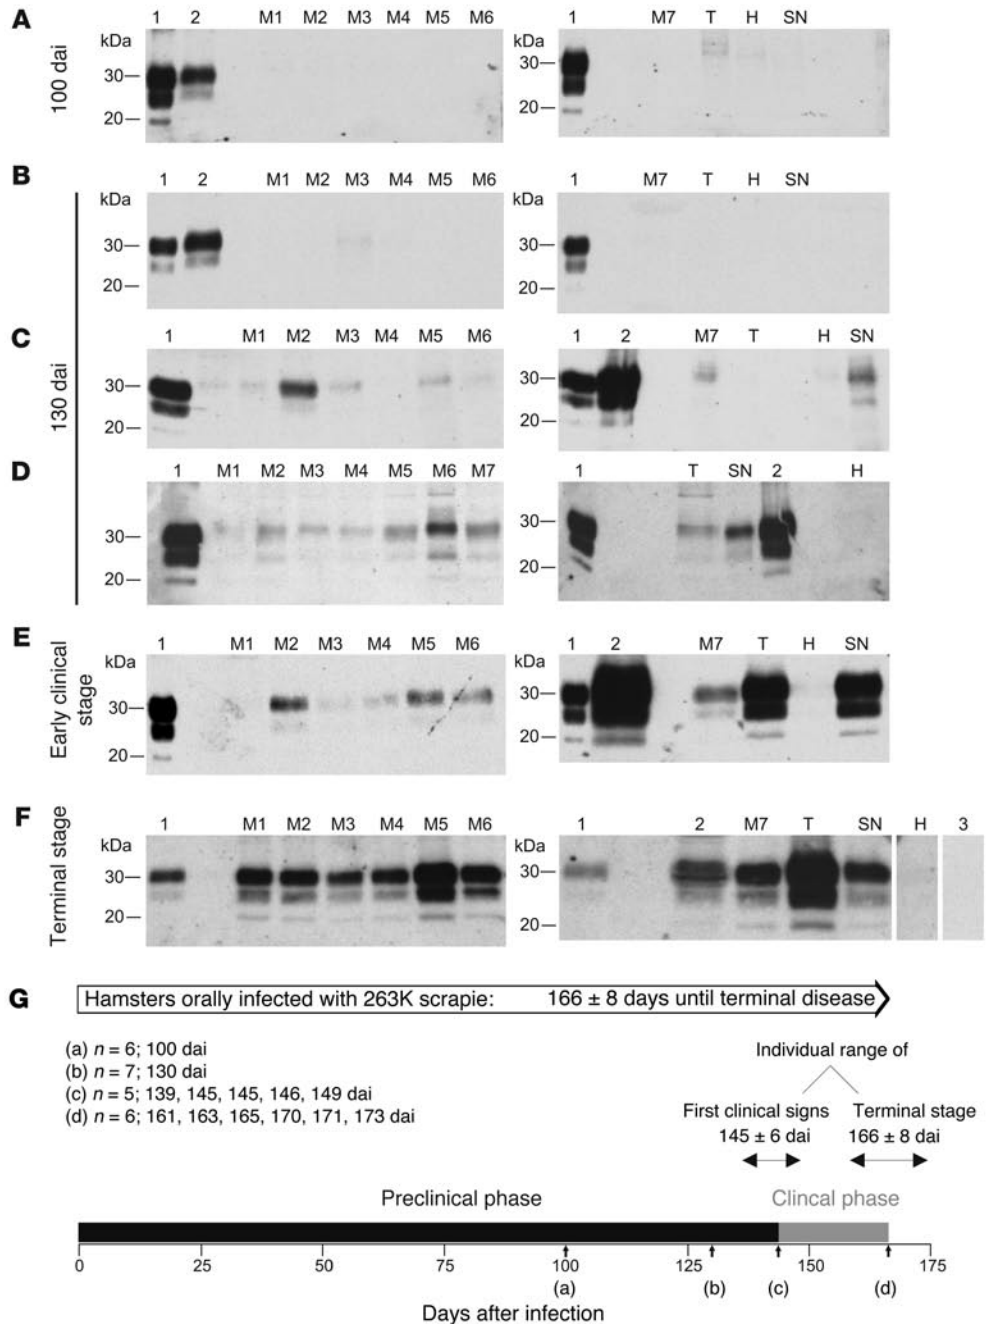 A
100 dai
1 2 M1 M2 M3 M4 M5 M6
kDa
30
20
1 M7 T H SN
kDa
30
20
130 dai
B
1 2 M1 M2 M3 M4 M5 M6
kDa
30
20
1 M7 T H SN
kDa
30
20
C
1 M1 M2 M3 M4 M5 M6
30
20
1 2 M7 T H SN
30
20
D
1 M1 M2 M3 M4 M5 M6 M7
30
20
1 T SN 2 H
30
20
E
Early clinical
stage
1 M1 M2 M3 M4 M5 M6
kDa
30
20
1 2 M7 T H SN
kDa
30
20
F
Terminal stage
1 M1 M2 M3 M4 M5 M6
kDa
30
20
1 2 M7 T SN H 3
kDa
30
20
G
Hamsters orally infected with 263K scrapie: 166 ± 8 days until terminal disease
(a) n = 6; 100 dai
(b) n = 7; 130 dai
(c) n = 5; 139, 145, 145, 146, 149 dai
(d) n = 6; 161, 163, 165, 170, 171, 173 dai
Individual range of
First clinical signs Terminal stage
145 ± 6 dai 166 ± 8 dai
Preclinical phase Clincal phase
0 25 50 75 100 125 150 175
(a) (b) (c) (d)
Days after infection